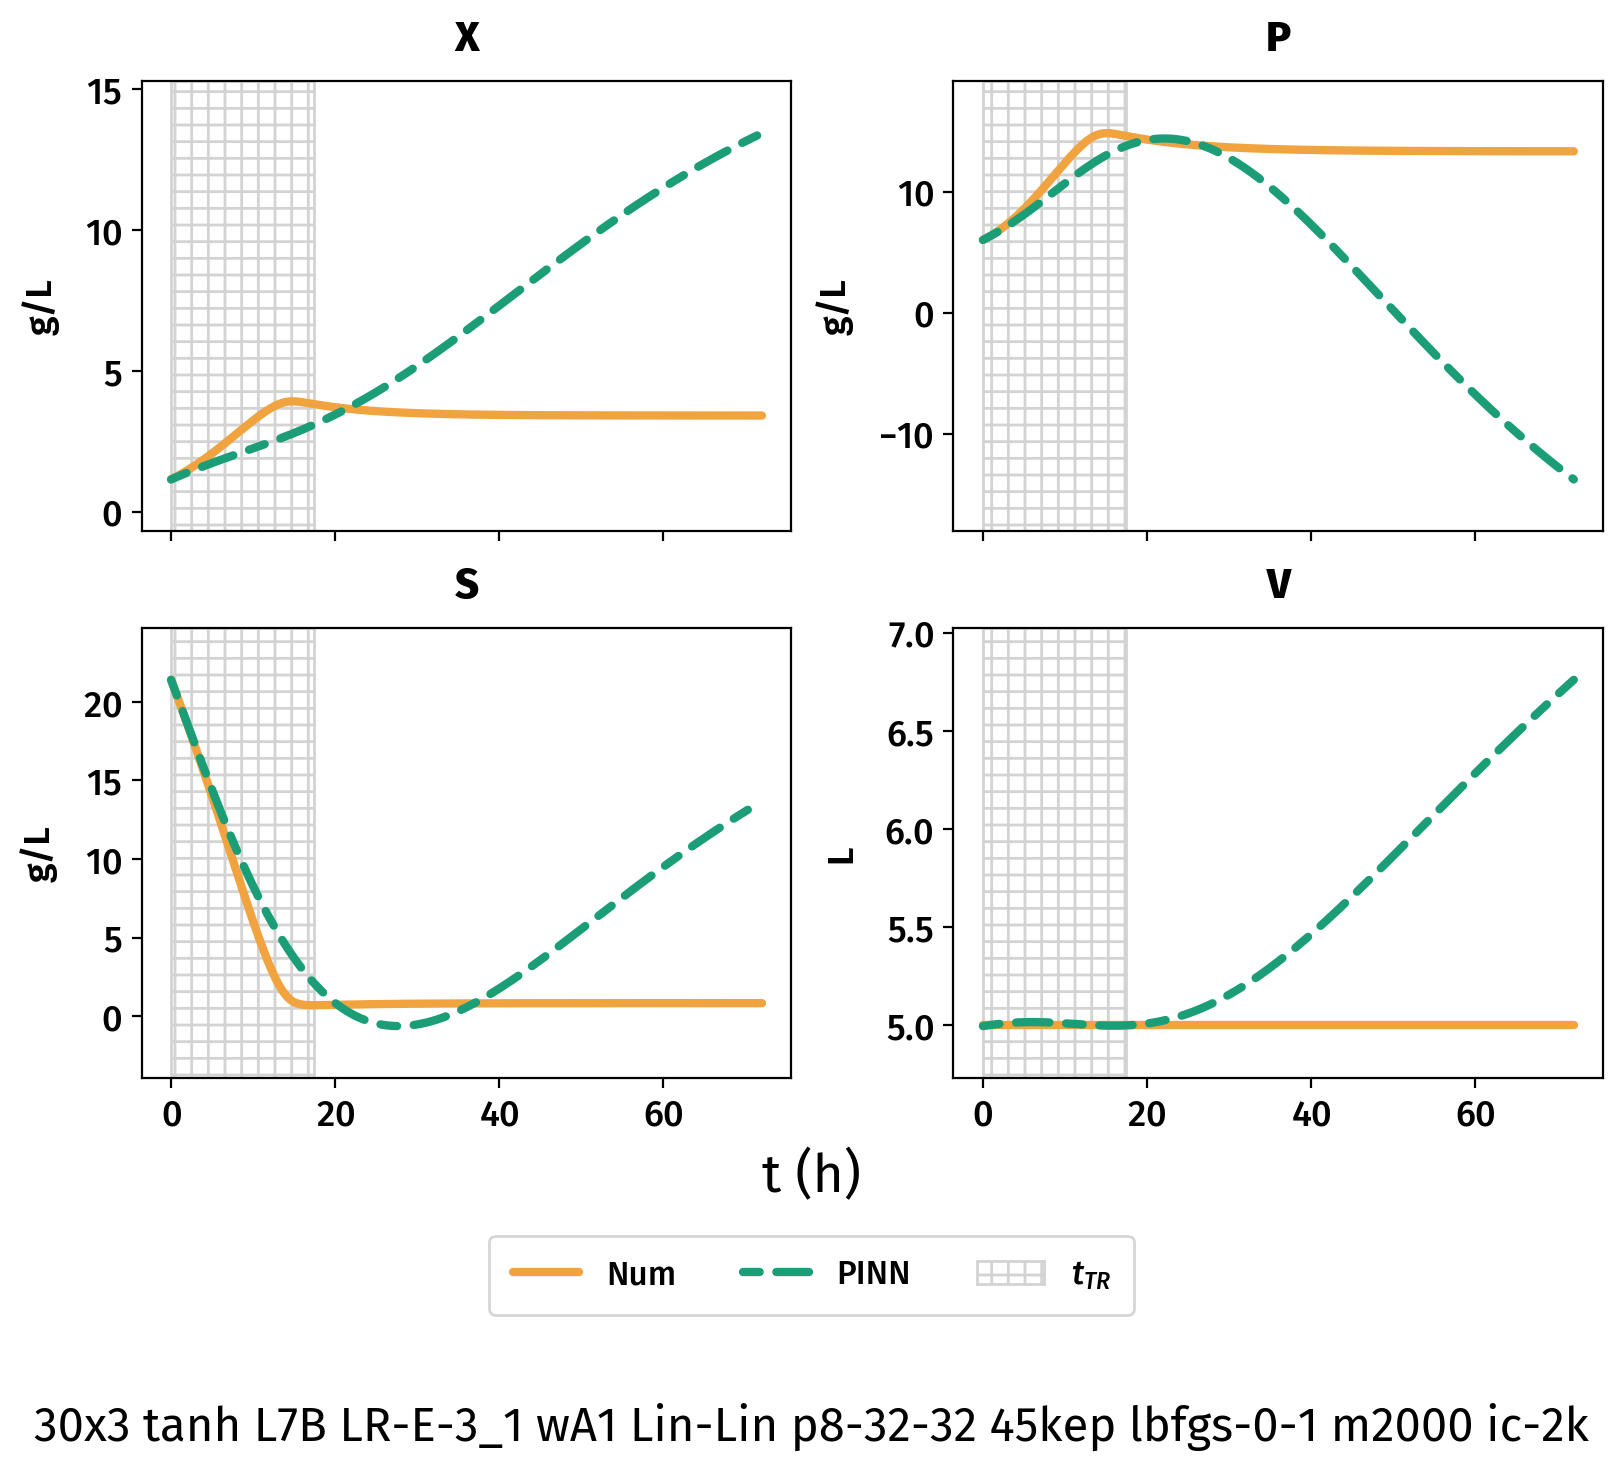 X
P
15
10
5
0
g/L
10
0
−10
g/L
S
V
20
15
10
5
0
g/L
7.0
6.5
6.0
5.5
5.0
L
0 20 40 60
0 20 40 60
t (h)
Num PINN tTR
30x3 tanh L7B LR-E-3_1 wA1 Lin-Lin p8-32-32 45kep lbfgs-0-1 m2000 ic-2k